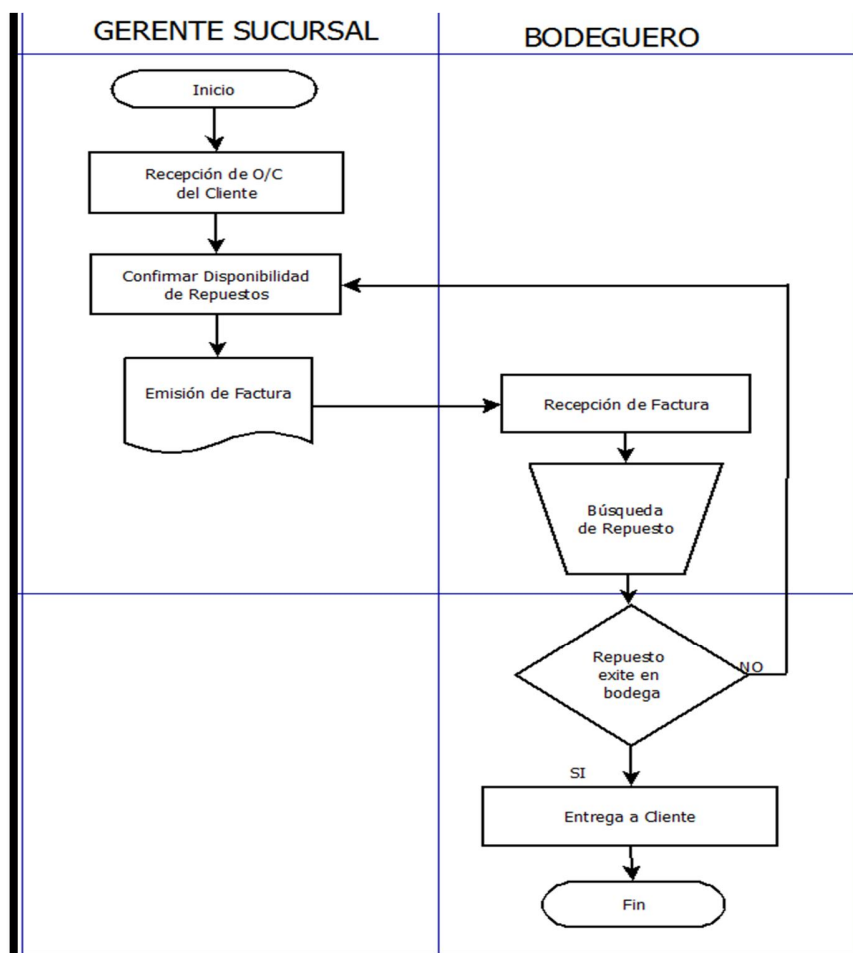 GERENTE SUCURSAL
BODEGUERO
Inicio
Recepción de O/C
del Cliente
Confirmar Disponibilidad
de Repuestos
Emisión de Factura
Recepción de Factura
Búsqueda
de Repuesto
Repuesto
exite en
bodega
NO
SI
Entrega a Cliente
Fin